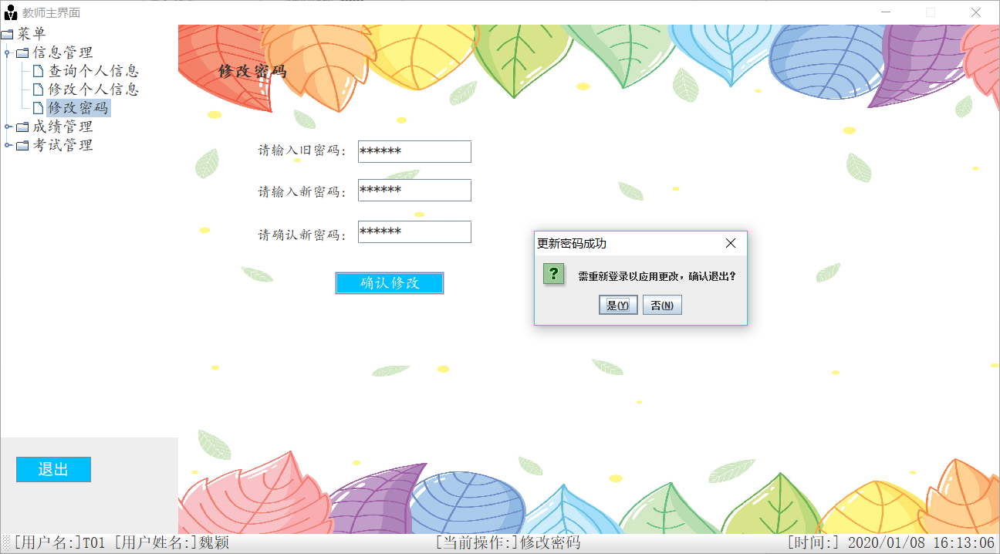 教师主界面
菜单
信息管理
查询个人信息
修改个人信息
修改密码
成绩管理
考试管理
修改密码
请输入旧密码: ******
请输入新密码: ******
请确认新密码: ******
确认修改
更新密码成功
? 需重新登录以应用更改，确认退出?
是(Y) 否(N)
退出
[用户名:]T01 [用户姓名:]魏颖 [当前操作:]修改密码 [时间:] 2020/01/08 16:13:06